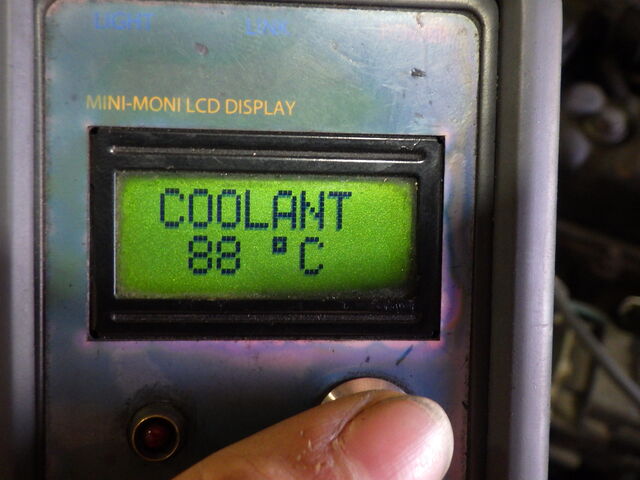 LIGHT LINK
MINI-MONI LCD DISPLAY
COOLANT
88 °C